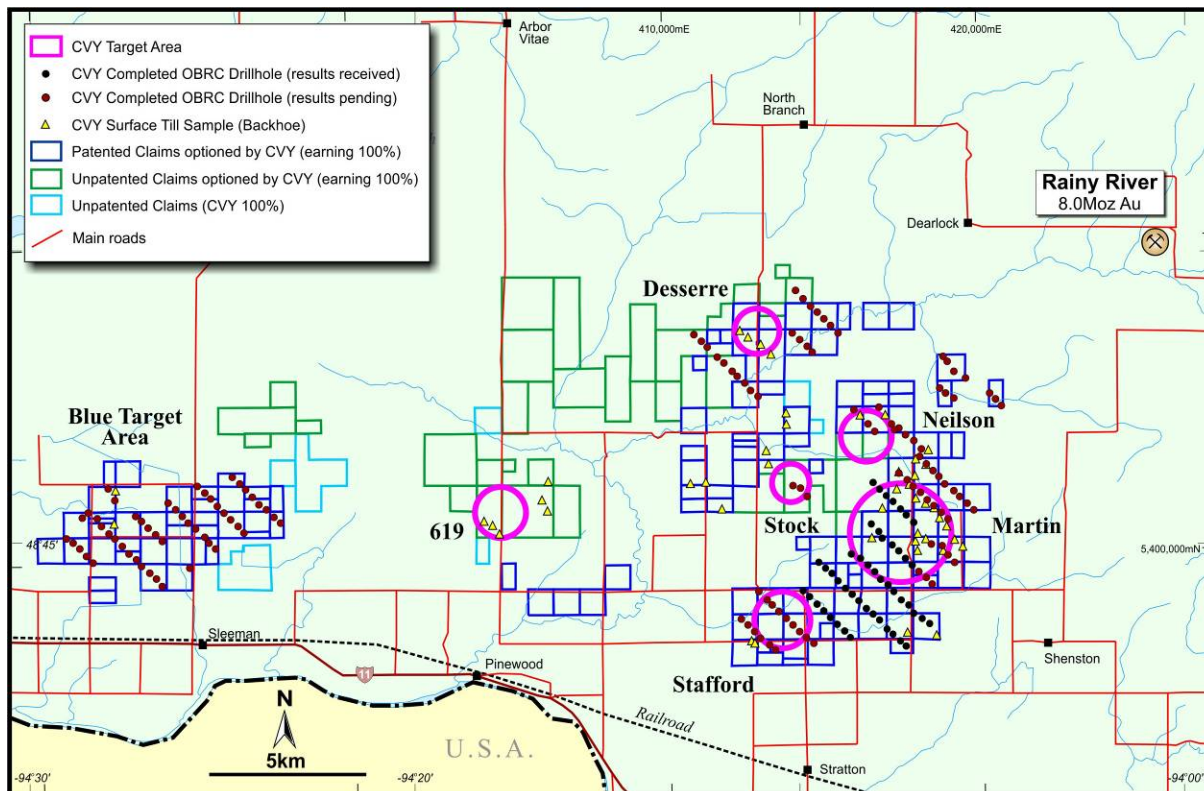 CVY Target Area
CVY Completed OBRC Drillhole (results received)
CVY Completed OBRC Drillhole (results pending)
CVY Surface Till Sample (Backhoe)
Patented Claims optioned by CVY (earning 100%)
Unpatented Claims optioned by CVY (earning 100%)
Unpatented Claims (CVY 100%)
Main roads
Arbor
Vitae
410,000mE
420,000mE
North
Branch
Rainy River
8.0Moz Au
Dearlock
Desserre
Blue Target
Area
Neilson
619
Stock
Martin
48°45'
5,400,000mN
Sleeman
Pinewood
11
Stafford
Shenston
Railroad
Stratton
N
5km
U.S.A.
-94°30'
-94°20'
-94°00'